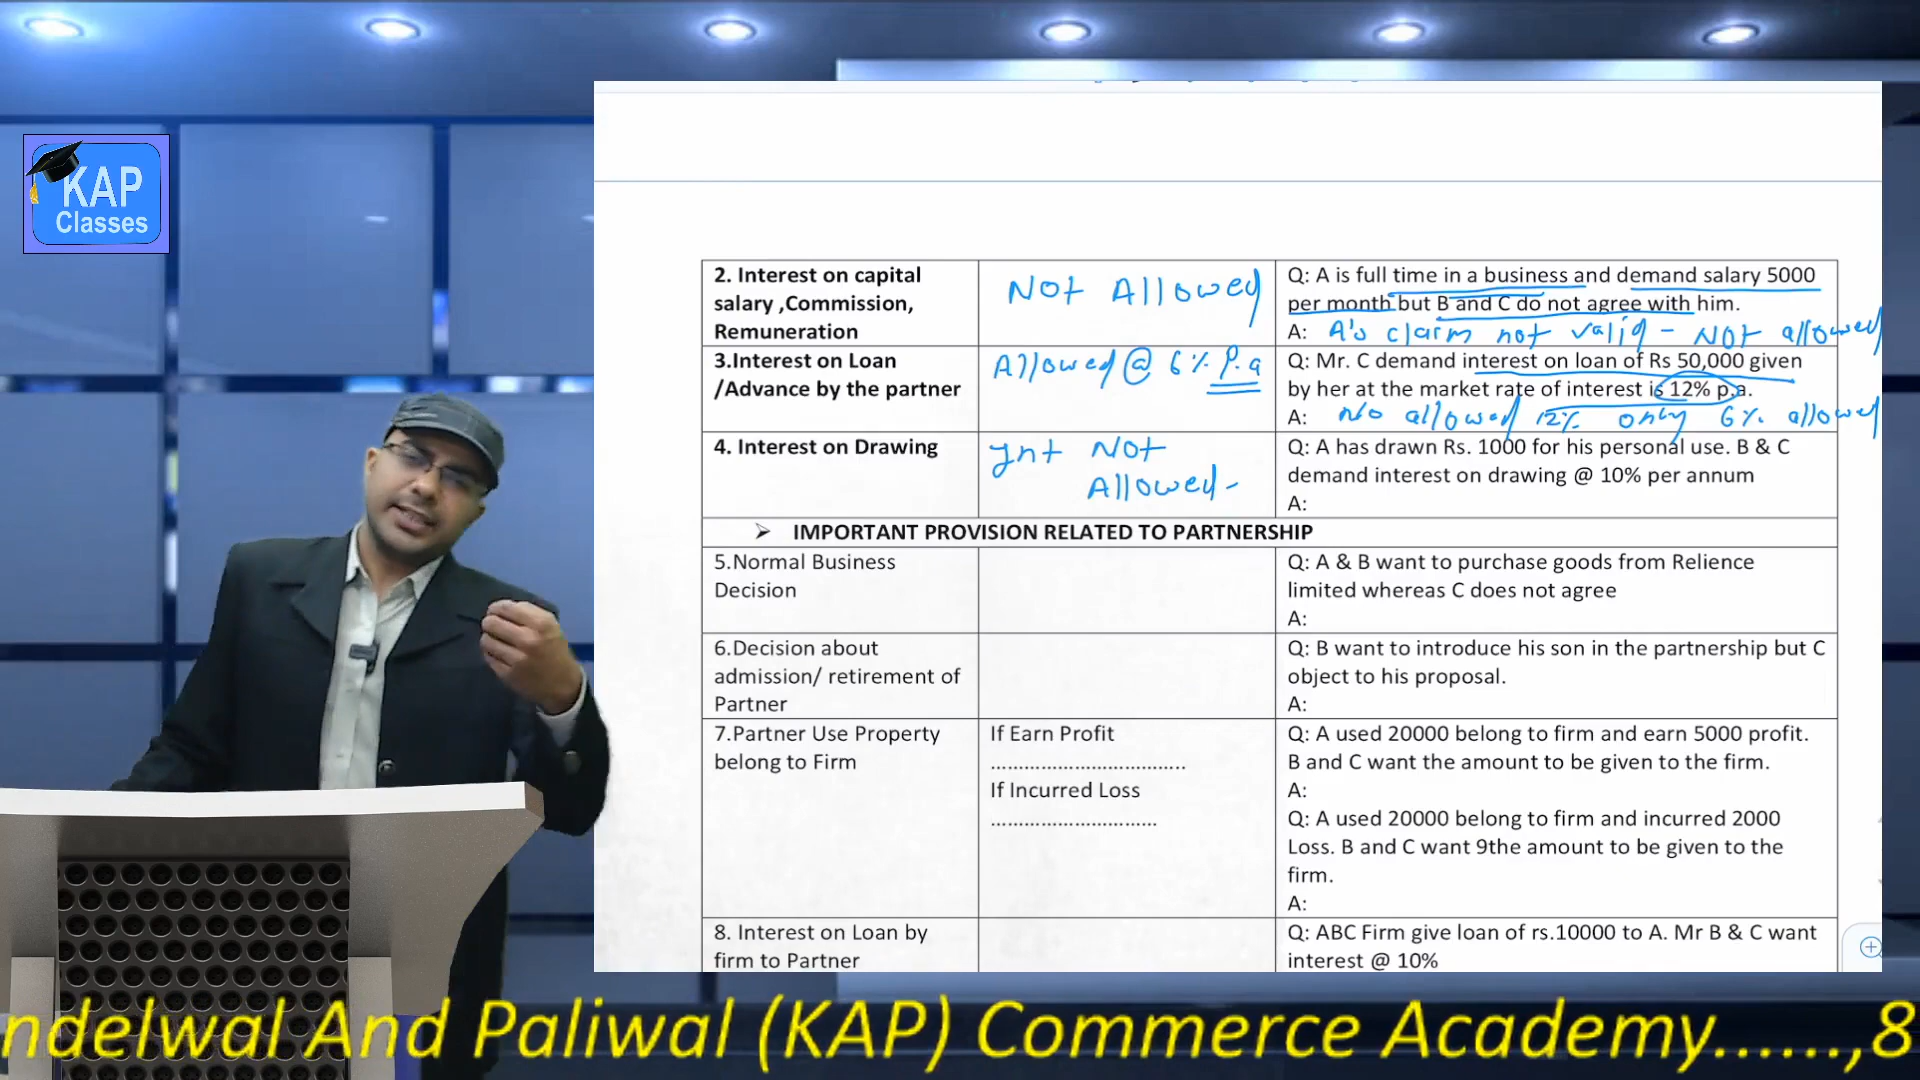 KAP
Classes
2. Interest on capital
salary ,Commission,
Remuneration
Not Allowed
Q: A is full time in a business and demand salary 5000
per month but B and C do not agree with him.
A: A's claim not valid - Not allowed
3.Interest on Loan
/Advance by the partner
Allowed @ 6% P.a
Q: Mr. C demand interest on loan of Rs 50,000 given
by her at the market rate of interest is 12% p.a.
A: No allowed 12% only 6% allowed
4. Interest on Drawing
Int Not
Allowed -
Q: A has drawn Rs. 1000 for his personal use. B & C
demand interest on drawing @ 10% per annum
A:
➢ IMPORTANT PROVISION RELATED TO PARTNERSHIP
5.Normal Business
Decision
Q: A & B want to purchase goods from Relience
limited whereas C does not agree
A:
6.Decision about
admission/ retirement of
Partner
Q: B want to introduce his son in the partnership but C
object to his proposal.
A:
7.Partner Use Property
belong to Firm
If Earn Profit
..................................
If Incurred Loss
.............................
Q: A used 20000 belong to firm and earn 5000 profit.
B and C want the amount to be given to the firm.
A:
Q: A used 20000 belong to firm and incurred 2000
Loss. B and C want 9the amount to be given to the
firm.
A:
8. Interest on Loan by
firm to Partner
Q: ABC Firm give loan of rs.10000 to A. Mr B & C want
interest @ 10%
ndelwal And Paliwal (KAP) Commerce Academy......,8